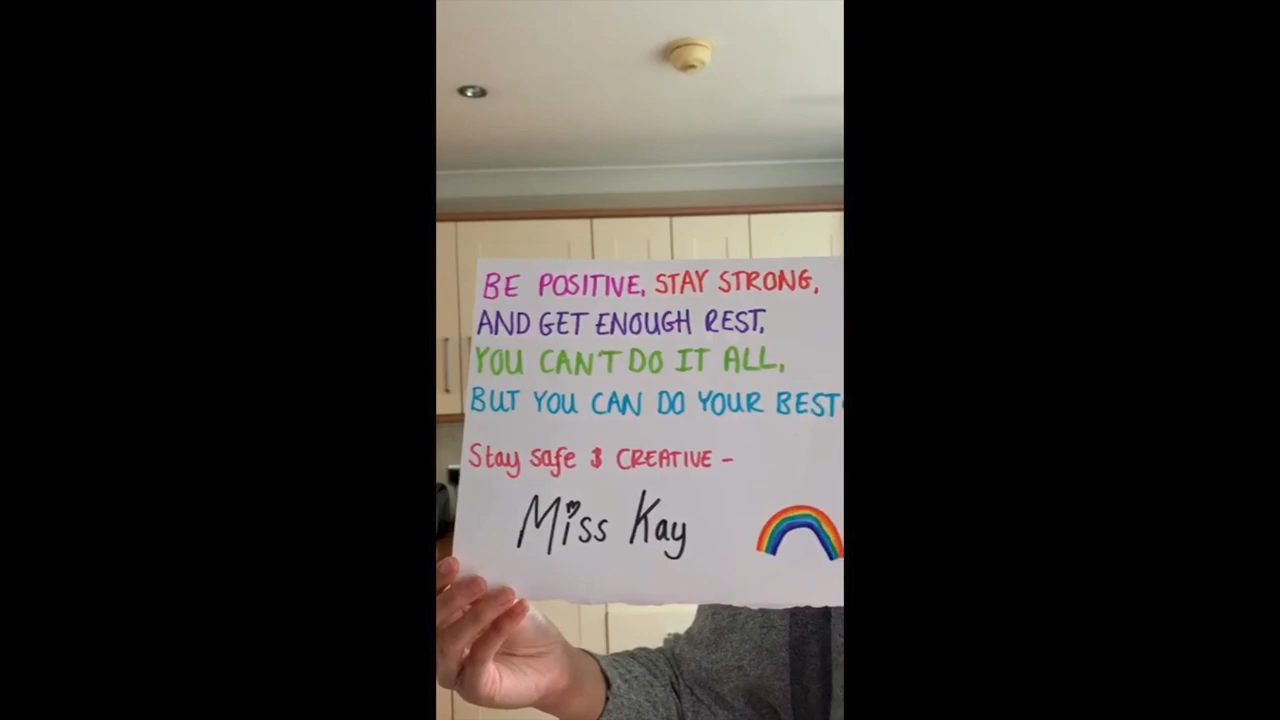 BE POSITIVE, STAY STRONG,
AND GET ENOUGH REST,
YOU CAN'T DO IT ALL,
BUT YOU CAN DO YOUR BEST
Stay safe & CREATIVE -
Miss Kay